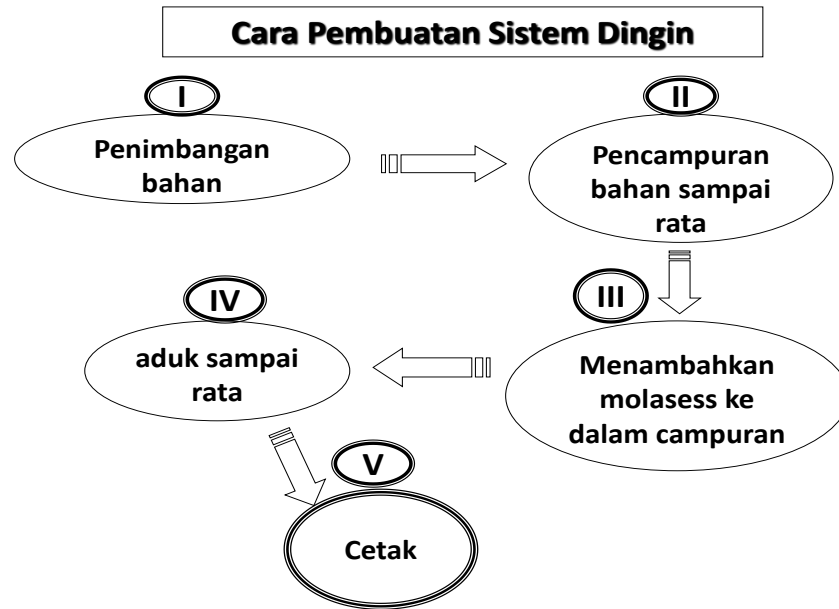 Cara Pembuatan Sistem Dingin
I
Penimbangan
bahan
II
Pencampuran
bahan sampai
rata
III
Menambahkan
molasess ke
dalam campuran
IV
aduk sampai
rata
V
Cetak